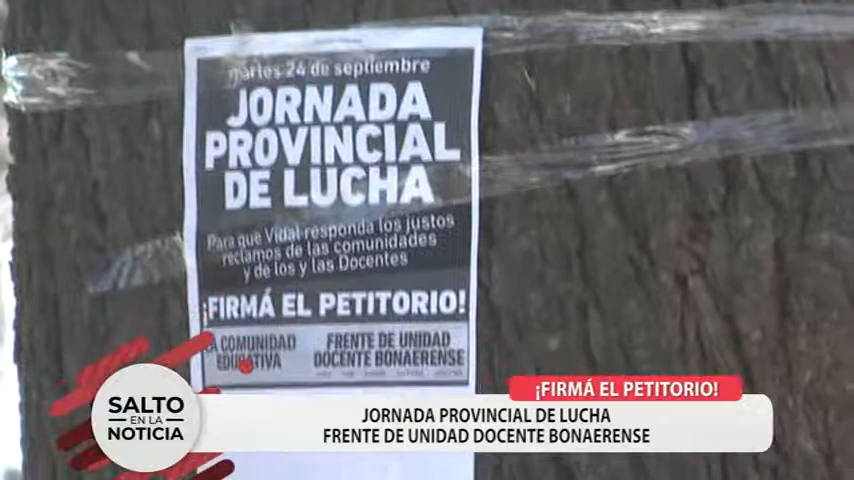 martes 24 de septiembre
JORNADA
PROVINCIAL
DE LUCHA
Para que Vidal responda los justos
reclamos de las comunidades
y de los y las Docentes
¡FIRMÁ EL PETITORIO!
LA COMUNIDAD
EDUCATIVA
FRENTE DE UNIDAD
DOCENTE BONAERENSE
¡FIRMÁ EL PETITORIO!
SALTO
EN LA
NOTICIA
JORNADA PROVINCIAL DE LUCHA
FRENTE DE UNIDAD DOCENTE BONAERENSE